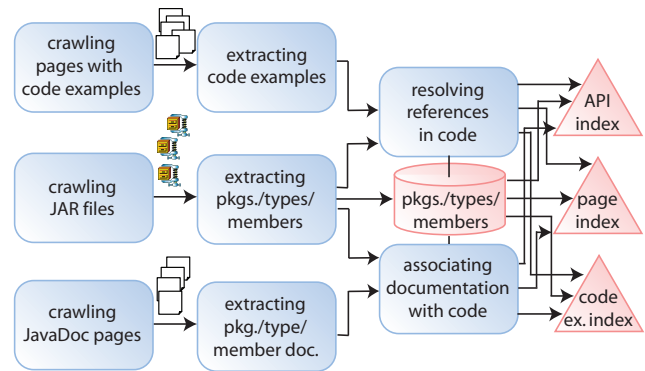 crawling
pages with
code examples
extracting
code examples
resolving
references
in code
API
index
crawling
JAR files
extracting
pkgs./types/
members
pkgs./types/
members
page
index
crawling
JavaDoc pages
extracting
pkg./type/
member doc.
associating
documentation
with code
code
ex. index